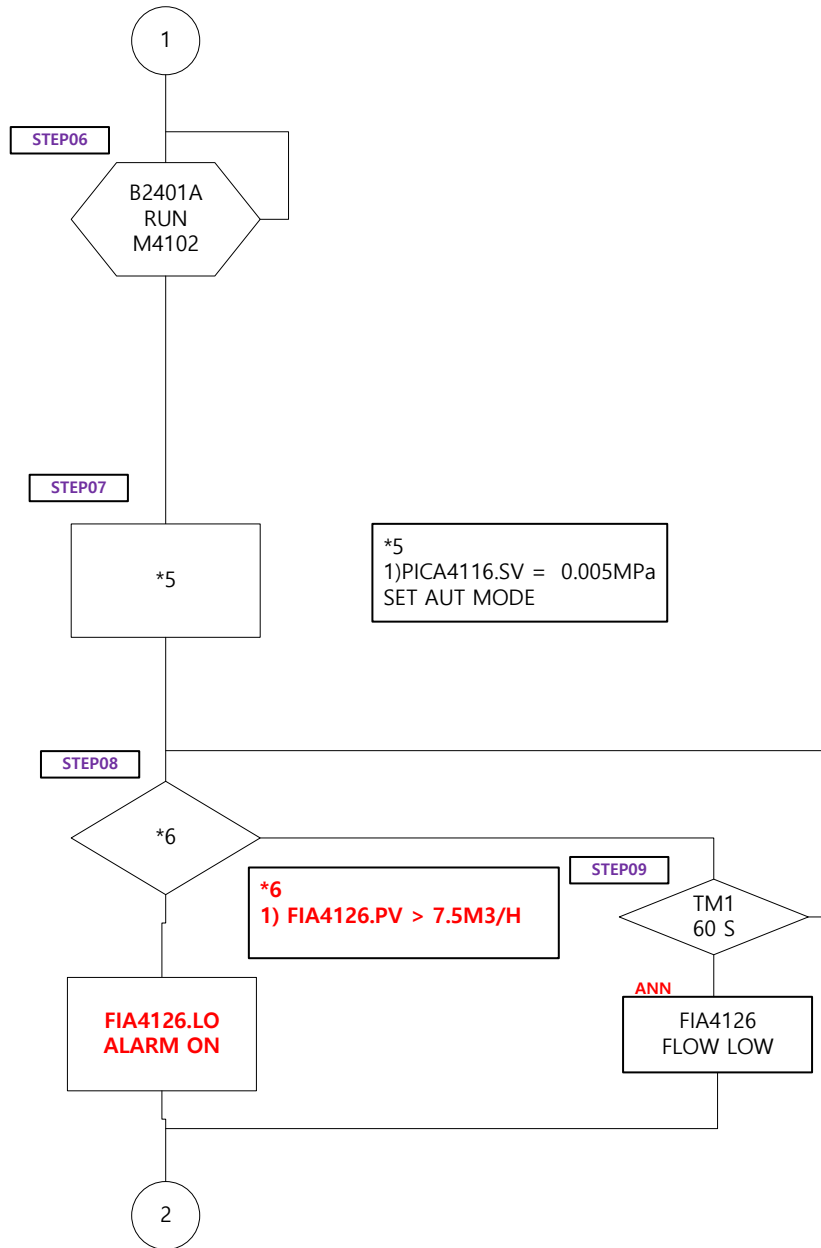 1
STEP06
B2401A
RUN
M4102
STEP07
*5
*5
1)PICA4116.SV =  0.005MPa
SET AUT MODE
STEP08
*6
*6
1) FIA4126.PV > 7.5M3/H
STEP09
TM1
60 S
FIA4126.LO
ALARM ON
ANN
FIA4126
FLOW LOW
2